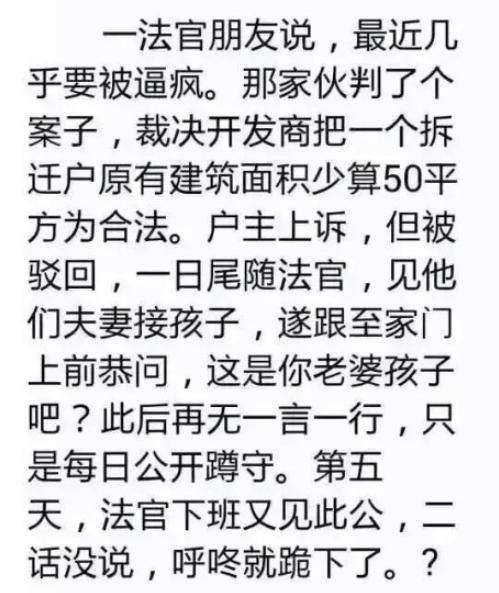 一法官朋友说，最近几
乎要被逼疯。那家伙判了个
案子，裁决开发商把一个拆
迁户原有建筑面积少算50平
方为合法。户主上诉，但被
驳回，一日尾随法官，见他
们夫妻接孩子，遂跟至家门
上前恭问，这是你老婆孩子
吧？此后再无一言一行，只
是每日公开蹲守。第五
天，法官下班又见此公，二
话没说，呼咚就跪下了。?